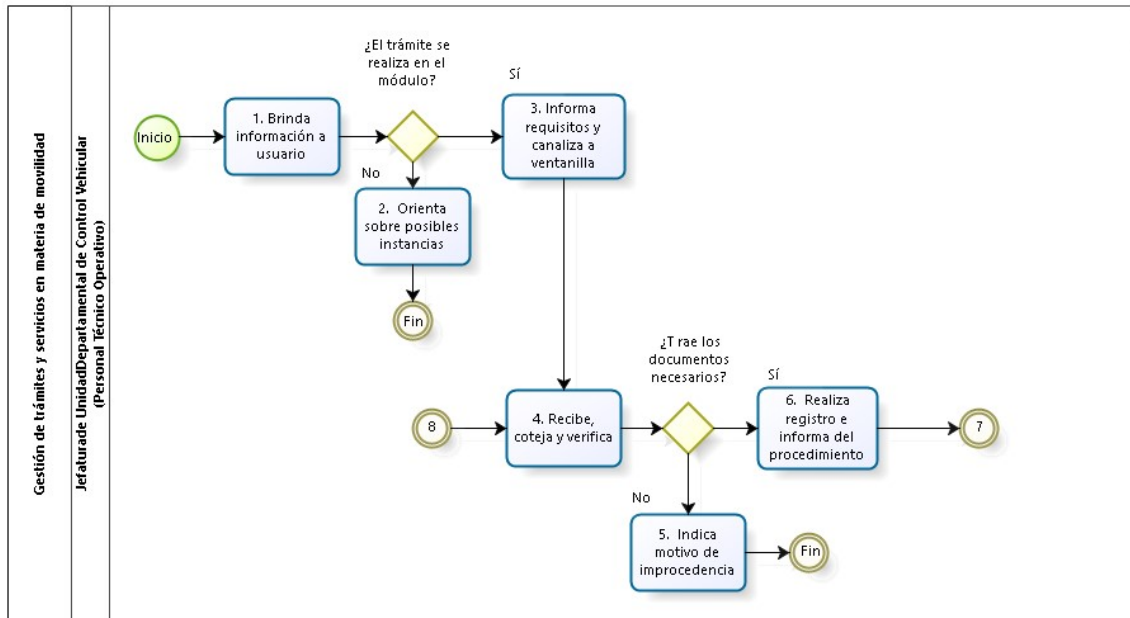 Gestión de trámites y servicios en materia de movilidad
Jefaturade UnidadDepartamental de Control Vehicular
(Personal Técnico Operativo)
Inicio
1. Brinda
información a
usuario
¿El trámite se
realiza en el
módulo?
Sí
3. Informa
requisitos y
canaliza a
ventanilla
No
2. Orienta
sobre posibles
instancias
Fin
8
4. Recibe,
coteja y verifica
¿T rae los
documentos
necesarios?
Sí
6. Realiza
registro e
informa del
procedimiento
7
No
5. Indica
motivo de
improcedencia
Fin